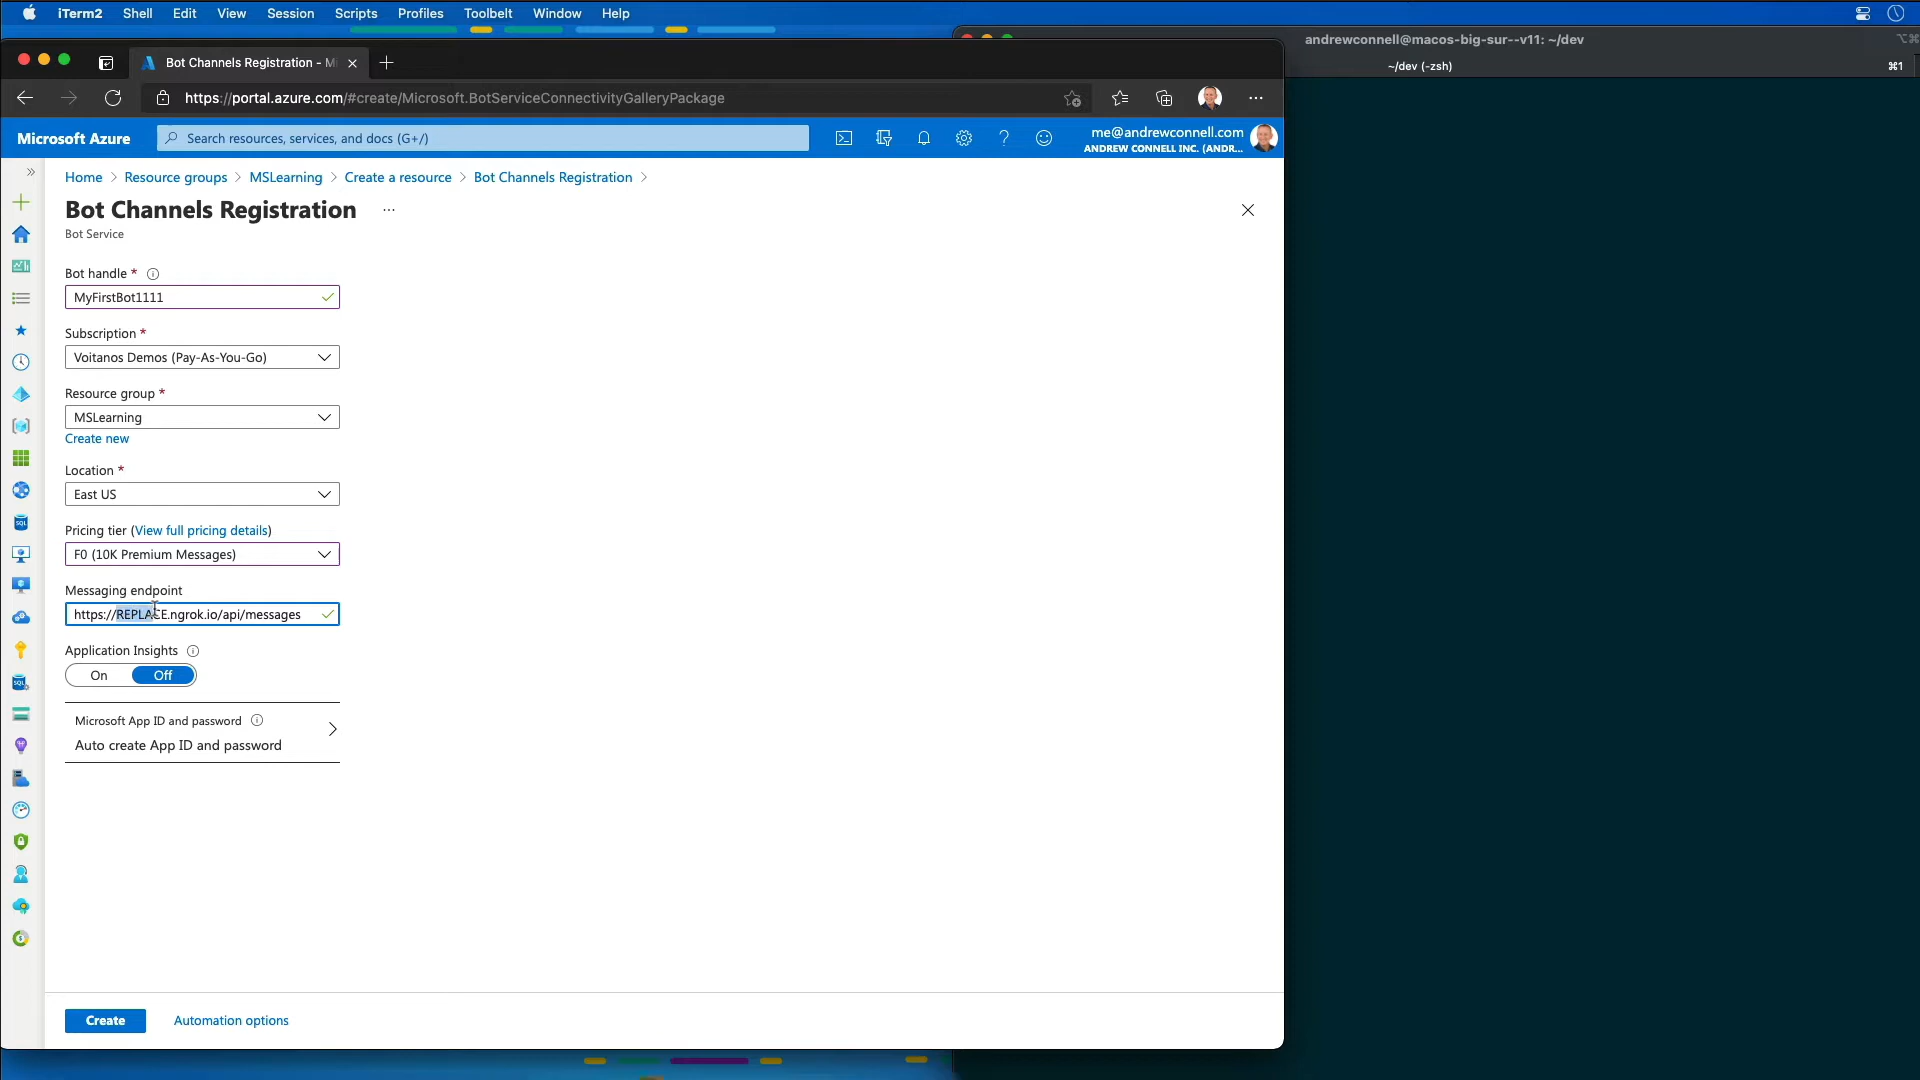 iTerm2 Shell Edit View Session Scripts Profiles Toolbelt Window Help
andrewconnell@macos-big-sur--v11: ~/dev
~/dev (-zsh) ⌘1
Bot Channels Registration - M
https://portal.azure.com/#create/Microsoft.BotServiceConnectivityGalleryPackage
Microsoft Azure
Search resources, services, and docs (G+/)
me@andrewconnell.com
ANDREW CONNELL INC. (ANDR...
Home > Resource groups > MSLearning > Create a resource > Bot Channels Registration >
Bot Channels Registration ...
Bot Service
Bot handle *
MyFirstBot1111
Subscription *
Voitanos Demos (Pay-As-You-Go)
Resource group *
MSLearning
Create new
Location *
East US
Pricing tier (View full pricing details)
F0 (10K Premium Messages)
Messaging endpoint
https://REPLACE.ngrok.io/api/messages
Application Insights
On Off
Microsoft App ID and password
Auto create App ID and password
Create Automation options